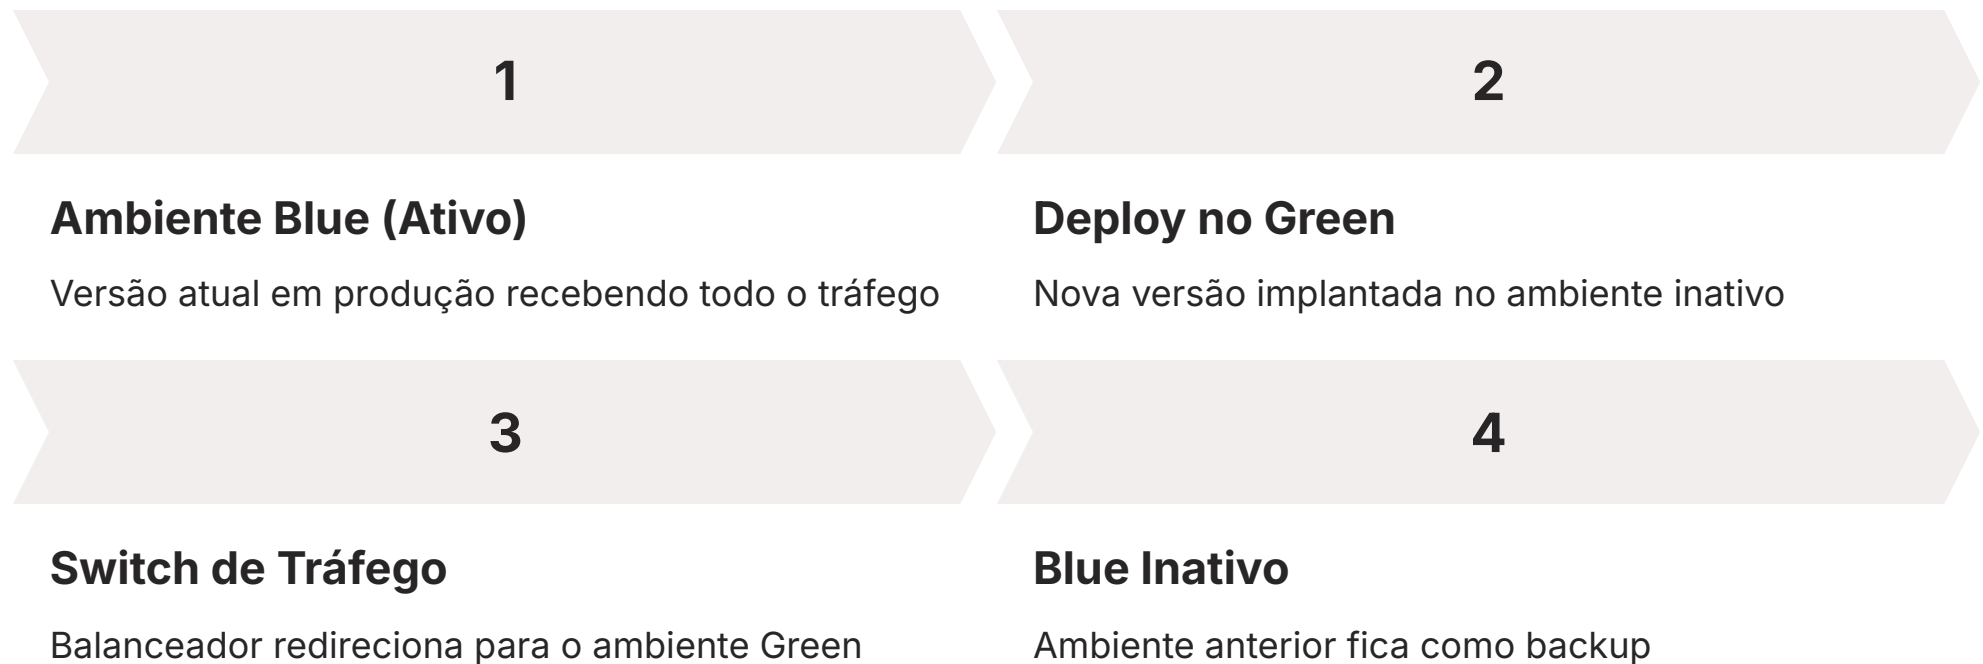 1
2
Ambiente Blue (Ativo)
Versão atual em produção recebendo todo o tráfego
Deploy no Green
Nova versão implantada no ambiente inativo
3
4
Switch de Tráfego
Balanceador redireciona para o ambiente Green
Blue Inativo
Ambiente anterior fica como backup